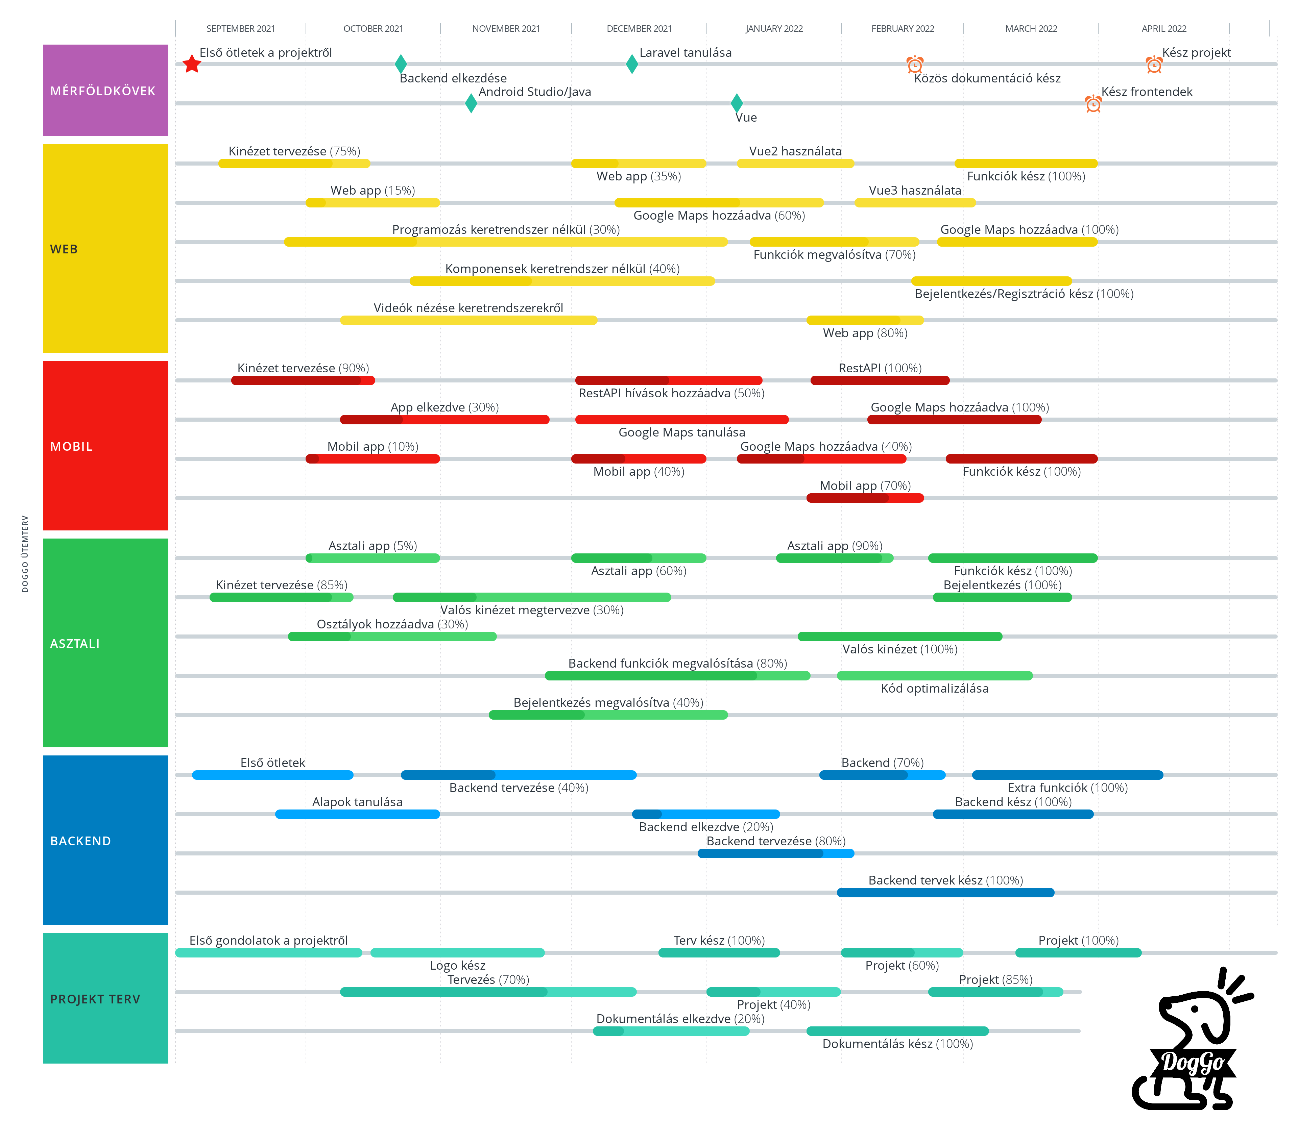 SEPTEMBER 2021
OCTOBER 2021
NOVEMBER 2021
DECEMBER 2021
JANUARY 2022
FEBRUARY 2022
MARCH 2022
APRIL 2022
DOGGO ÜTEMTERV
MÉRFÖLDKÖVEK
Első ötletek a projektről
Laravel tanulása
Kész projekt
Backend elkezdése
Közös dokumentáció kész
Android Studio/Java
Kész frontendek
Vue
WEB
Kinézet tervezése (75%)
Vue2 használata
Web app (35%)
Funkciók kész (100%)
Web app (15%)
Vue3 használata
Google Maps hozzáadva (60%)
Programozás keretrendszer nélkül (30%)
Google Maps hozzáadva (100%)
Funkciók megvalósítva (70%)
Komponensek keretrendszer nélkül (40%)
Bejelentkezés/Regisztráció kész (100%)
Videók nézése keretrendszerekről
Web app (80%)
MOBIL
Kinézet tervezése (90%)
RestAPI (100%)
RestAPI hívások hozzáadva (50%)
App elkezdve (30%)
Google Maps hozzáadva (100%)
Google Maps tanulása
Mobil app (10%)
Google Maps hozzáadva (40%)
Mobil app (40%)
Funkciók kész (100%)
Mobil app (70%)
ASZTALI
Asztali app (5%)
Asztali app (90%)
Asztali app (60%)
Funkciók kész (100%)
Kinézet tervezése (85%)
Bejelentkezés (100%)
Valós kinézet megtervezve (30%)
Osztályok hozzáadva (30%)
Valós kinézet (100%)
Backend funkciók megvalósítása (80%)
Kód optimalizálása
Bejelentkezés megvalósítva (40%)
BACKEND
Első ötletek
Backend (70%)
Backend tervezése (40%)
Extra funkciók (100%)
Alapok tanulása
Backend kész (100%)
Backend elkezdve (20%)
Backend tervezése (80%)
Backend tervek kész (100%)
PROJEKT TERV
Első gondolatok a projektről
Terv kész (100%)
Projekt (100%)
Logo kész
Projekt (60%)
Tervezés (70%)
Projekt (85%)
Projekt (40%)
Dokumentálás elkezdve (20%)
Dokumentálás kész (100%)
DogGo